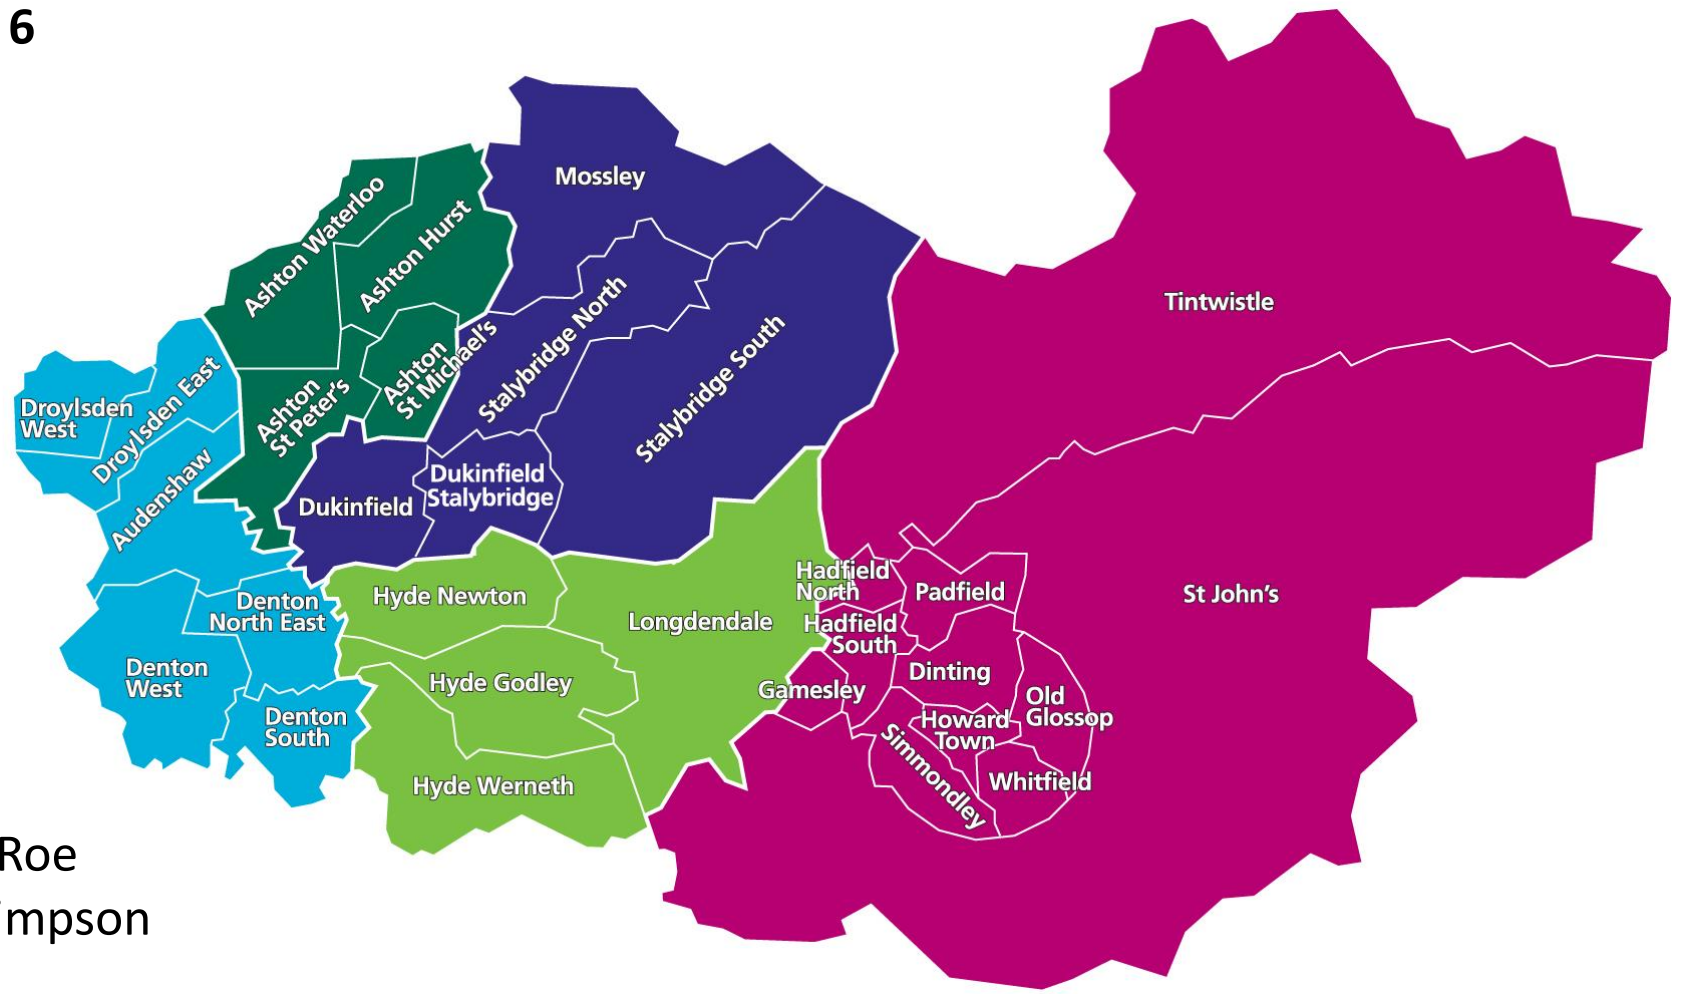 6
Mossley
Ashton Waterloo
Ashton Hurst
Tintwistle
Stalybridge North
Ashton
St Michael's
Stalybridge South
Ashton
St Peter's
Droylsden
West
Droylsden East
Audenshaw
Dukinfield
Dukinfield
Stalybridge
Hadfield
North
Padfield
St John's
Hyde Newton
Longdendale
Denton
North East
Hadfield
South
Denton
West
Hyde Godley
Gamesley
Dinting
Old
Glossop
Denton
South
Howard
Town
Simmondley
Whitfield
Hyde Werneth
Roe
impson